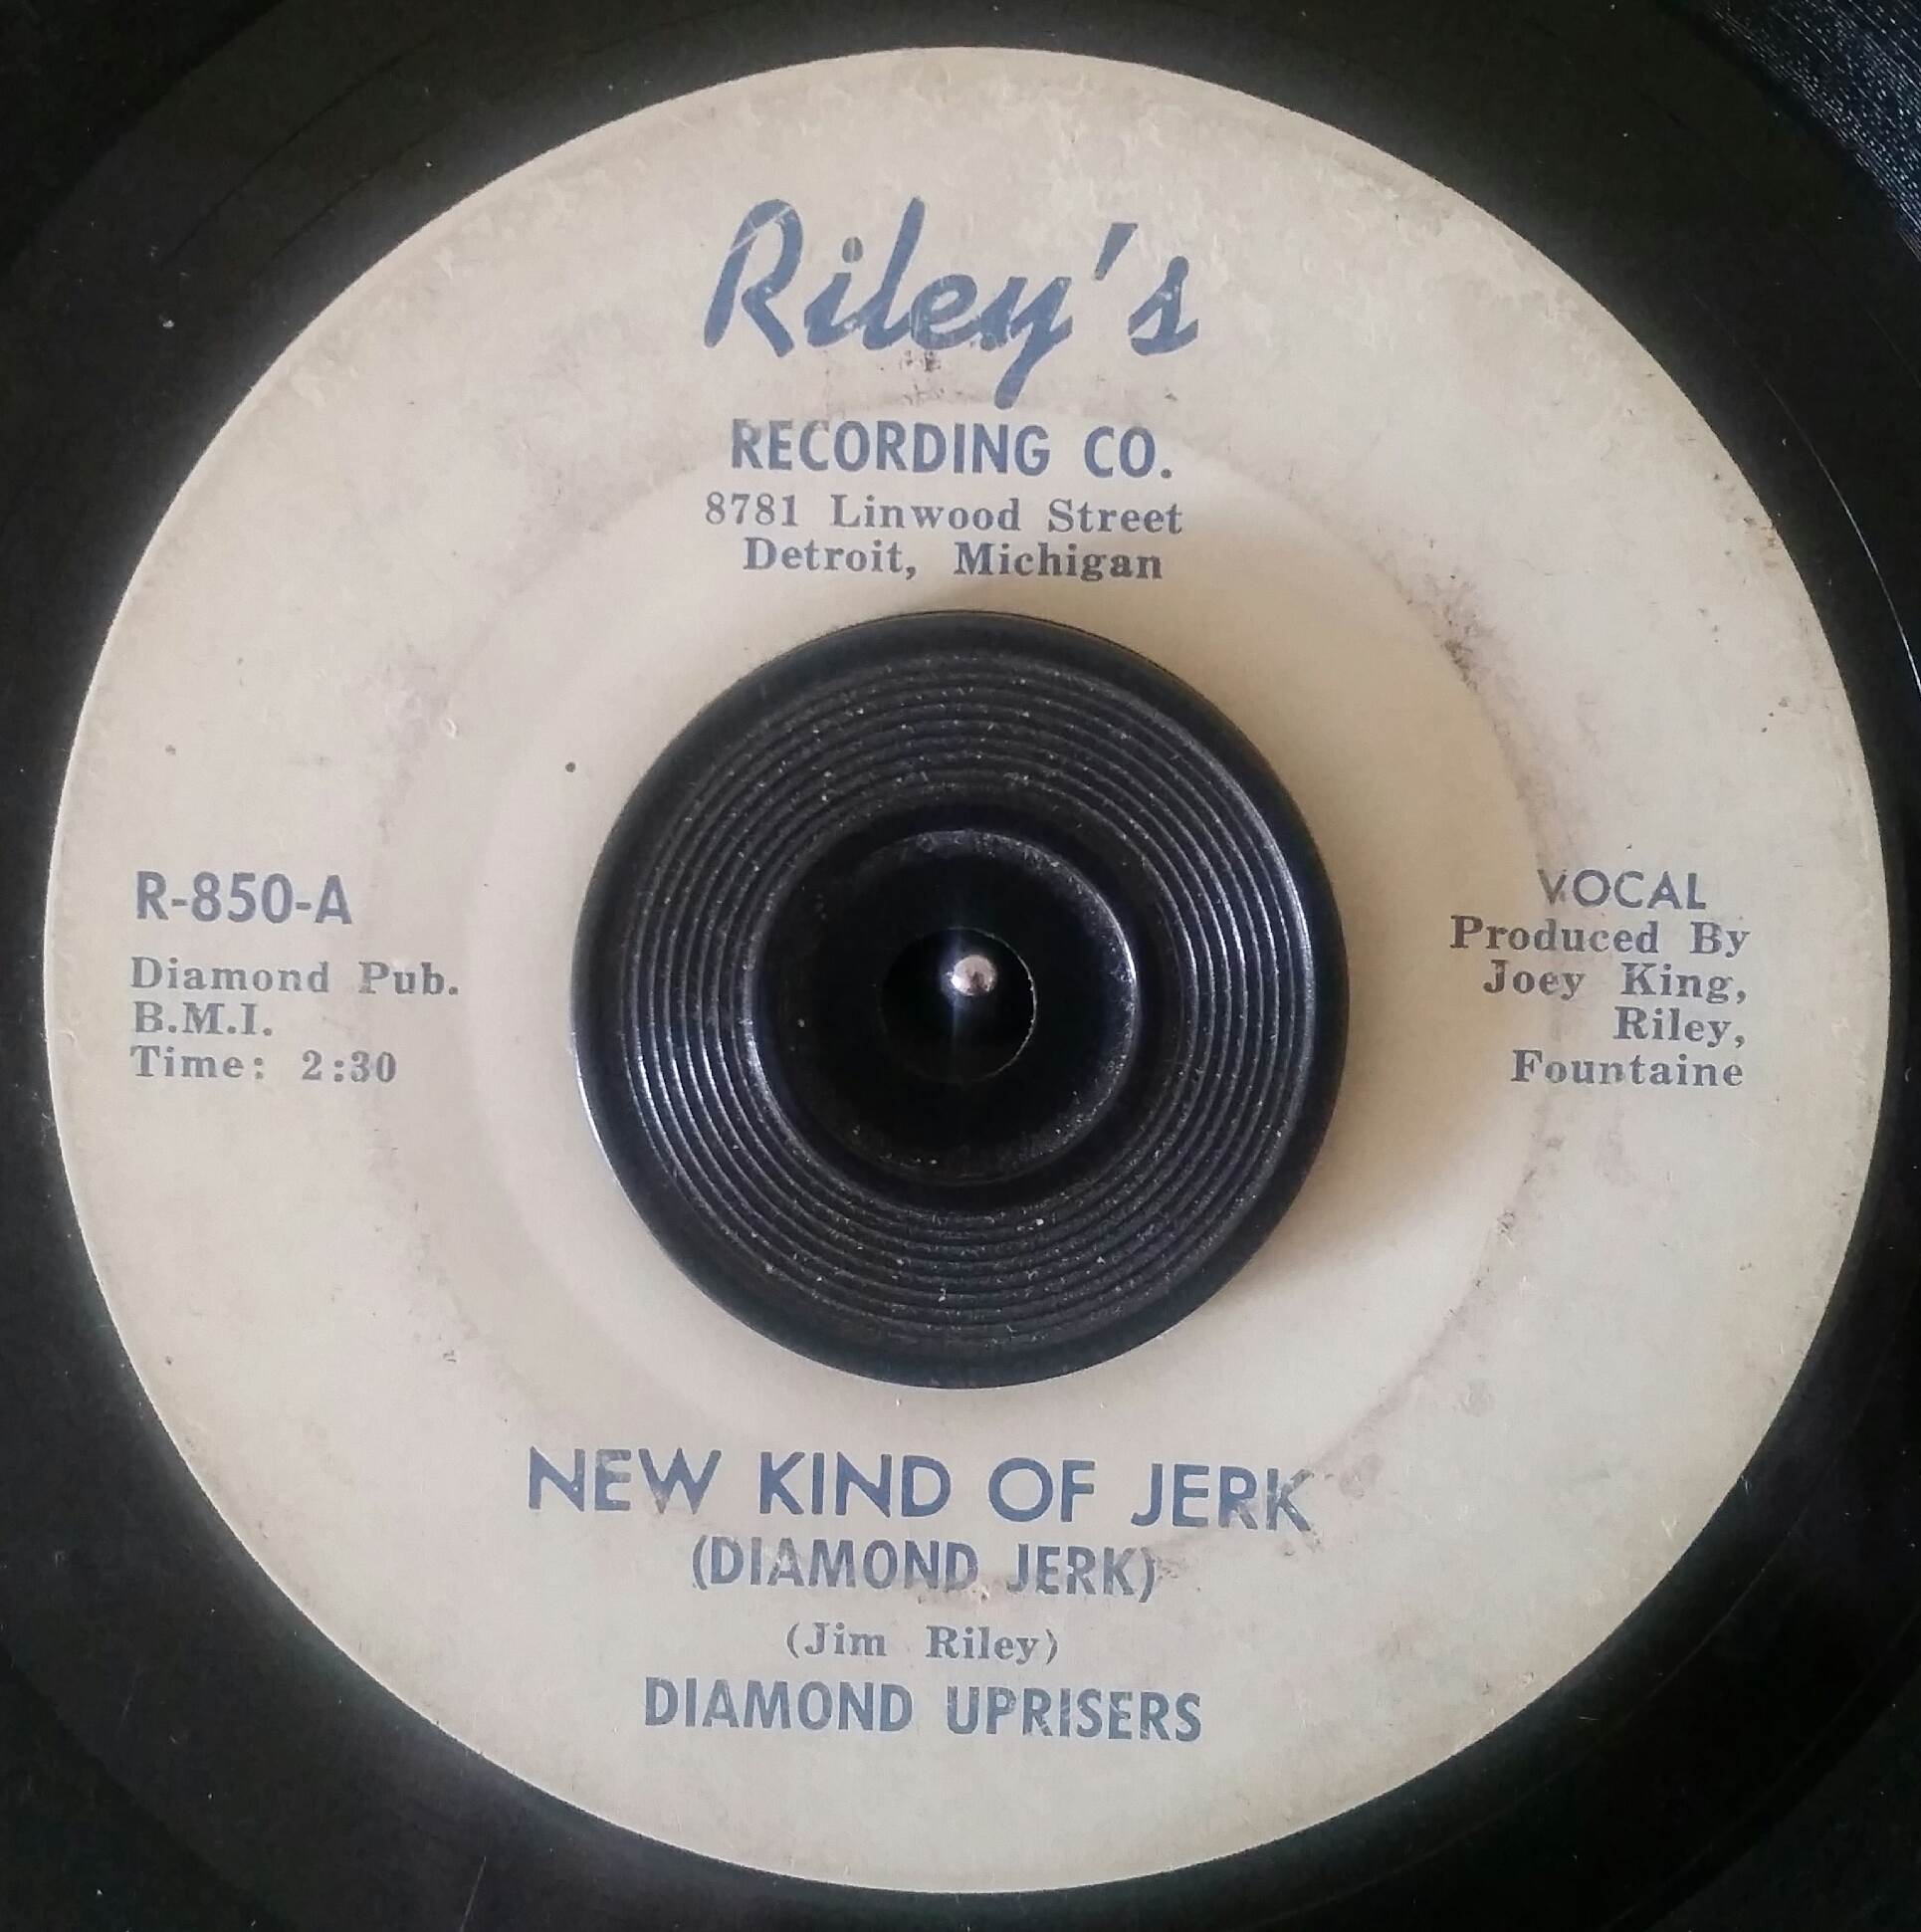 Riley's
RECORDING CO.
8781 Linwood Street
Detroit, Michigan
R-850-A
Diamond Pub.
B.M.I.
Time: 2:30
VOCAL
Produced By
Joey King,
Riley,
Fountaine
NEW KIND OF JERK
(DIAMOND JERK)
(Jim Riley)
DIAMOND UPRISERS